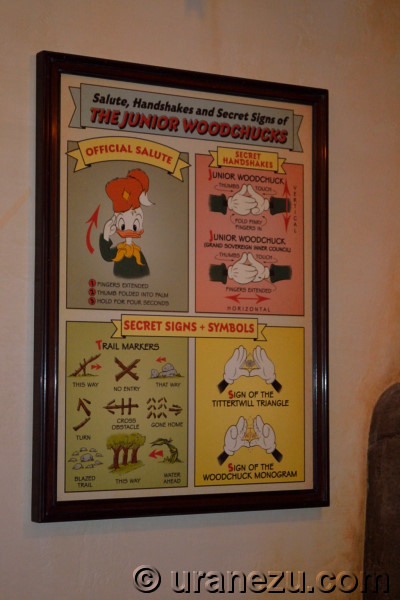 Salute, Handshakes and Secret Signs of
THE JUNIOR WOODCHUCKS
OFFICIAL SALUTE
1 FINGERS EXTENDED
2 THUMB FOLDED INTO PALM
3 HOLD FOR FOUR SECONDS
SECRET
HANDSHAKES
JUNIOR WOODCHUCK
THUMBS TOUCH
VERTICAL
FOLD PINKY
FINGERS IN
JUNIOR WOODCHUCK
(GRAND SOVEREIGN INNER COUNCIL)
THUMBS TOUCH
FINGERS EXTENDED
HORIZONTAL
SECRET SIGNS + SYMBOLS
TRAIL MARKERS
THIS WAY
NO ENTRY
THAT WAY
TURN
CROSS
OBSTACLE
GONE HOME
BLAZED
TRAIL
THIS WAY
WATER
AHEAD
SIGN OF THE
TITTERTWILL TRIANGLE
SIGN OF THE
WOODCHUCK MONOGRAM
© uranezu.com